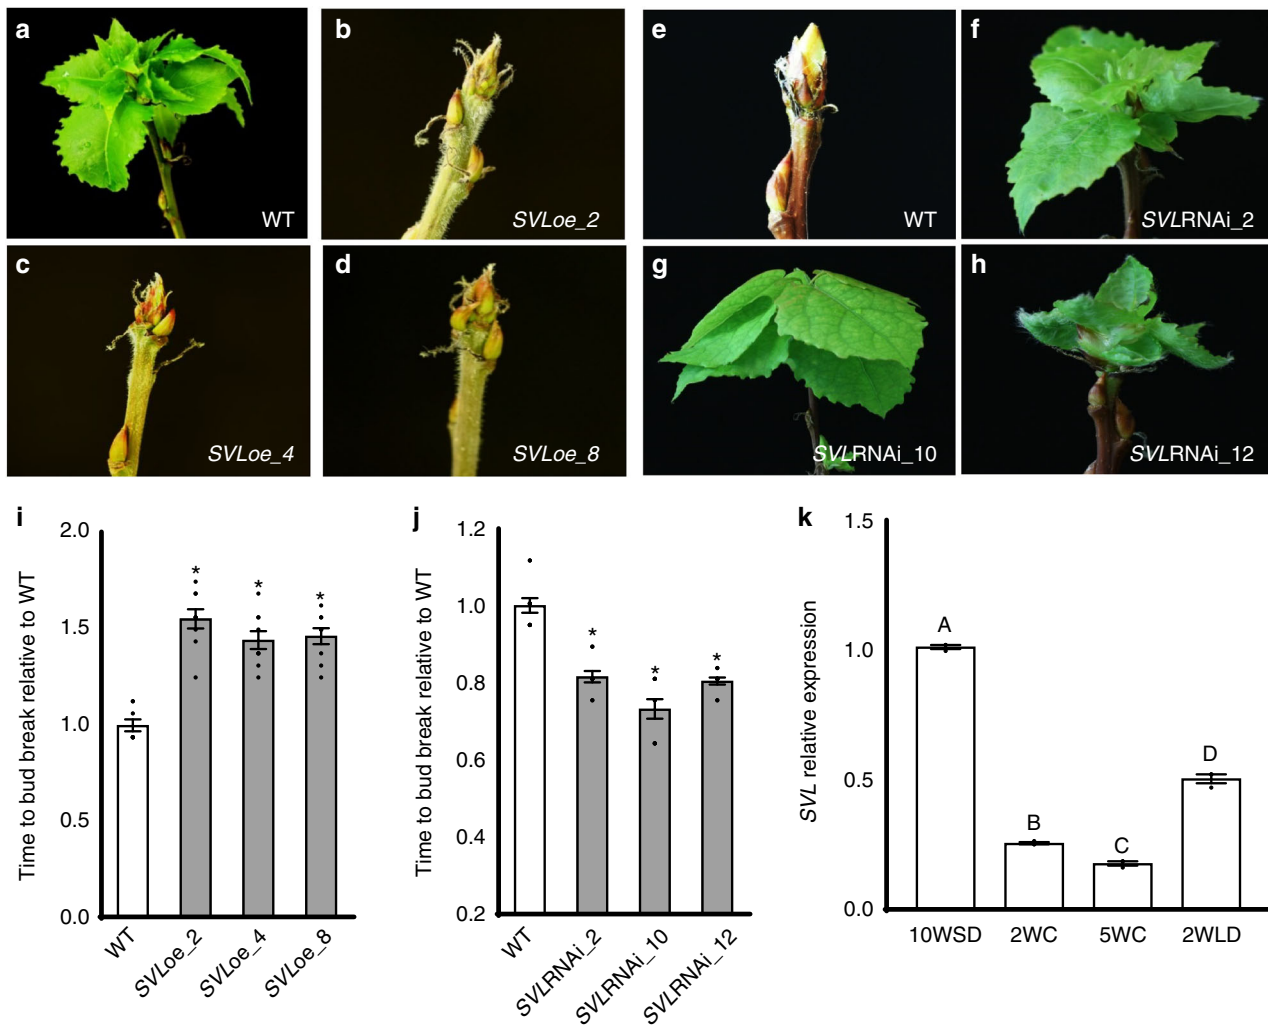 a
WT
b
SVLoe_2
e
WT
f
SVLRNAi_2
c
SVLoe_4
d
SVLoe_8
g
SVLRNAi_10
h
SVLRNAi_12
i
Time to bud break relative to WT
2.0
1.5
1.0
0.5
0.0
*
*
*
WT
SVLoe_2
SVLoe_4
SVLoe_8
j
Time to bud break relative to WT
1.2
1.0
0.8
0.6
0.4
0.2
*
*
*
WT
SVLRNAi_2
SVLRNAi_10
SVLRNAi_12
k
SVL relative expression
1.5
1.0
0.5
0.0
A
B
C
D
10WSD 2WC 5WC 2WLD